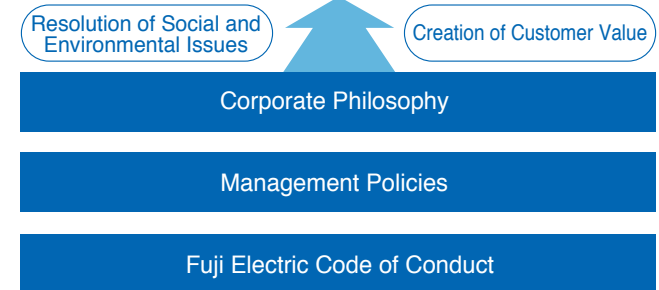 Resolution of Social and
Environmental Issues
Creation of Customer Value
Corporate Philosophy
Management Policies
Fuji Electric Code of Conduct